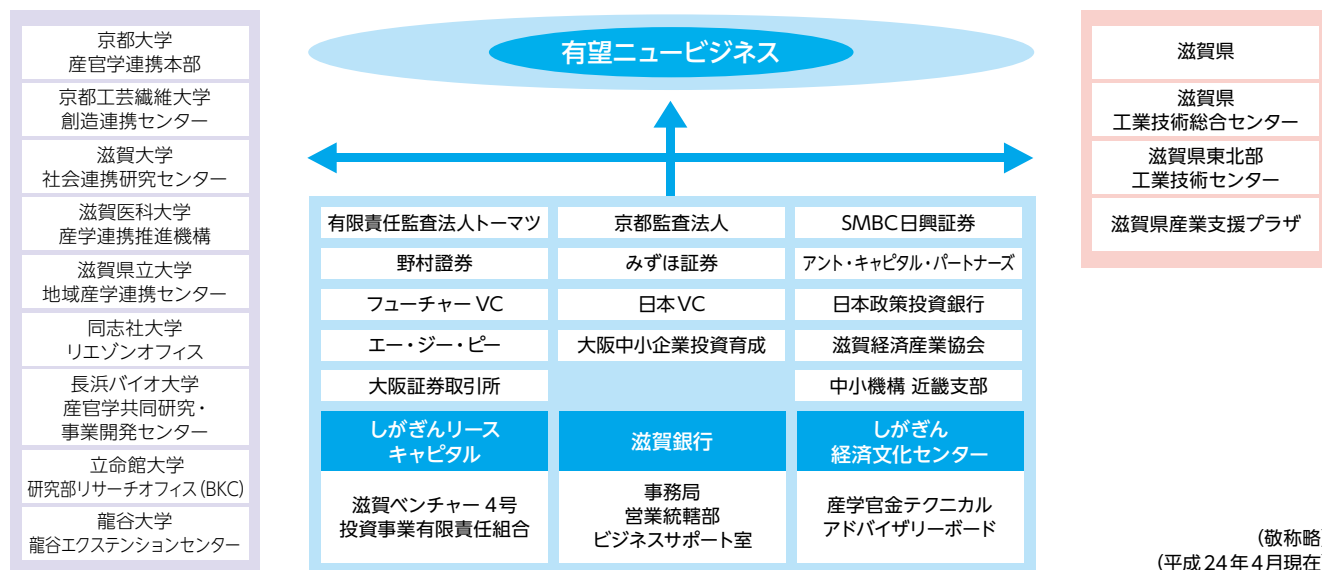 京都大学
産官学連携本部
京都工芸繊維大学
創造連携センター
滋賀大学
社会連携研究センター
滋賀医科大学
産学連携推進機構
滋賀県立大学
地域産学連携センター
同志社大学
リエゾンオフィス
長浜バイオ大学
産官学共同研究・
事業開発センター
立命館大学
研究部リサーチオフィス(BKC)
龍谷大学
龍谷エクステンションセンター
有望ニュービジネス
有限責任監査法人トーマツ
京都監査法人
SMBC日興証券
野村證券
みずほ証券
アント・キャピタル・パートナーズ
フューチャーVC
日本VC
日本政策投資銀行
エー・ジー・ピー
大阪中小企業投資育成
滋賀経済産業協会
大阪証券取引所
中小機構 近畿支部
しがぎんリース
キャピタル
滋賀銀行
しがぎん
経済文化センター
滋賀ベンチャー4号
投資事業有限責任組合
事務局
営業統轄部
ビジネスサポート室
産学官金テクニカル
アドバイザリーボード
滋賀県
滋賀県
工業技術総合センター
滋賀県東北部
工業技術センター
滋賀県産業支援プラザ
(敬称略)
(平成24年4月現在)